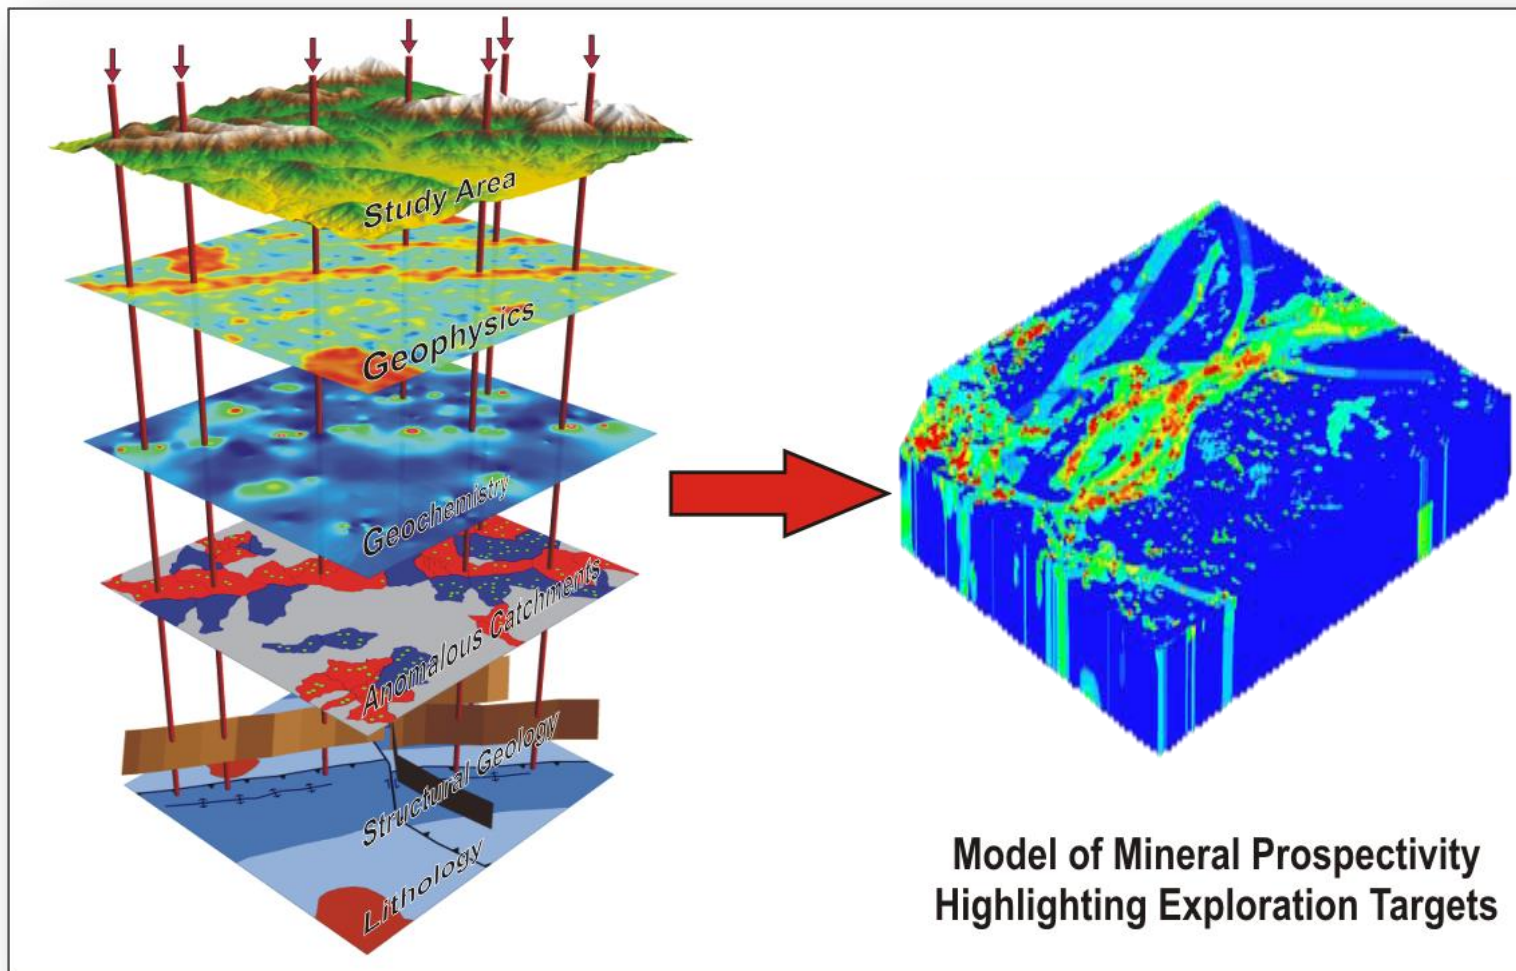 Study Area
Geophysics
Geochemistry
Anomalous Catchments
Structural Geology
Lithology
Model of Mineral Prospectivity
Highlighting Exploration Targets